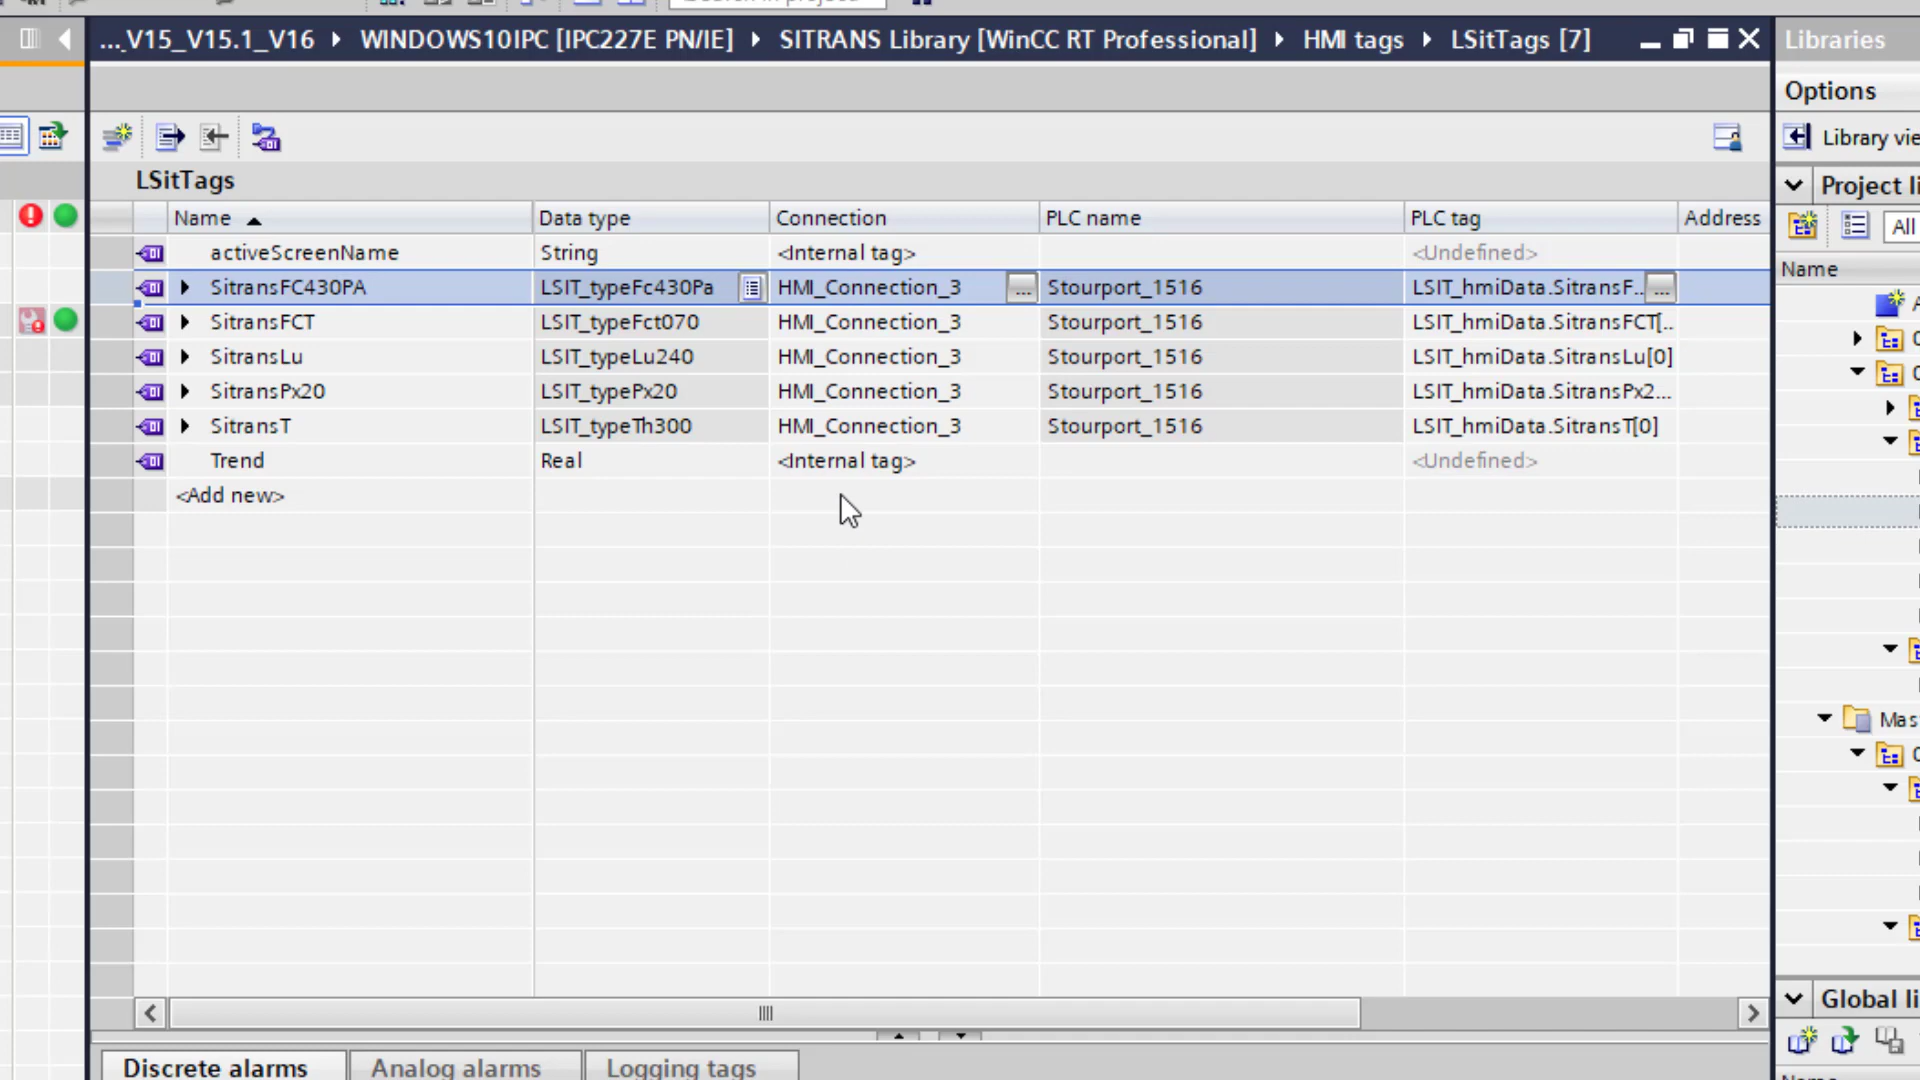 ..._V15_V15.1_V16 ▸ WINDOWS10IPC [IPC227E PN/IE] ▸ SITRANS Library [WinCC RT Professional] ▸ HMI tags ▸ LSitTags [7]
Libraries
Options
Library vie
LSitTags
Project li
Name Data type Connection PLC name PLC tag Address
All
activeScreenName String <Internal tag> <Undefined>
Name
SitransFC430PA LSIT_typeFc430Pa HMI_Connection_3 ... Stourport_1516 LSIT_hmiData.SitransF.. ...
SitransFCT LSIT_typeFct070 HMI_Connection_3 Stourport_1516 LSIT_hmiData.SitransFCT[..
SitransLu LSIT_typeLu240 HMI_Connection_3 Stourport_1516 LSIT_hmiData.SitransLu[0]
SitransPx20 LSIT_typePx20 HMI_Connection_3 Stourport_1516 LSIT_hmiData.SitransPx2...
SitransT LSIT_typeTh300 HMI_Connection_3 Stourport_1516 LSIT_hmiData.SitransT[0]
Trend Real <Internal tag> <Undefined>
<Add new>
Mas
Global li
Discrete alarms Analog alarms Logging tags